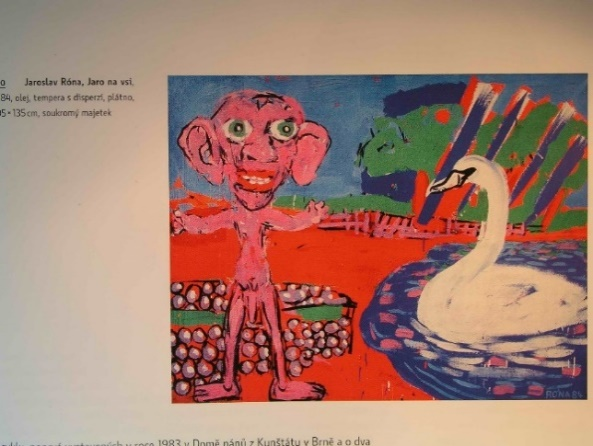 Jaroslav Róna, Jaro na vsi,
84, olej, tempera s disperzí, plátno,
5 × 135 cm, soukromý majetek
RÓNA 84
1983 v Domě pánů z Kunštátu v Brně a o dva